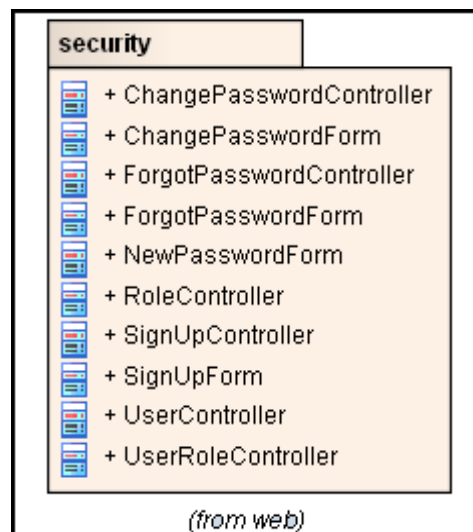 security
+ ChangePasswordController
+ ChangePasswordForm
+ ForgotPasswordController
+ ForgotPasswordForm
+ NewPasswordForm
+ RoleController
+ SignUpController
+ SignUpForm
+ UserController
+ UserRoleController
(from web)